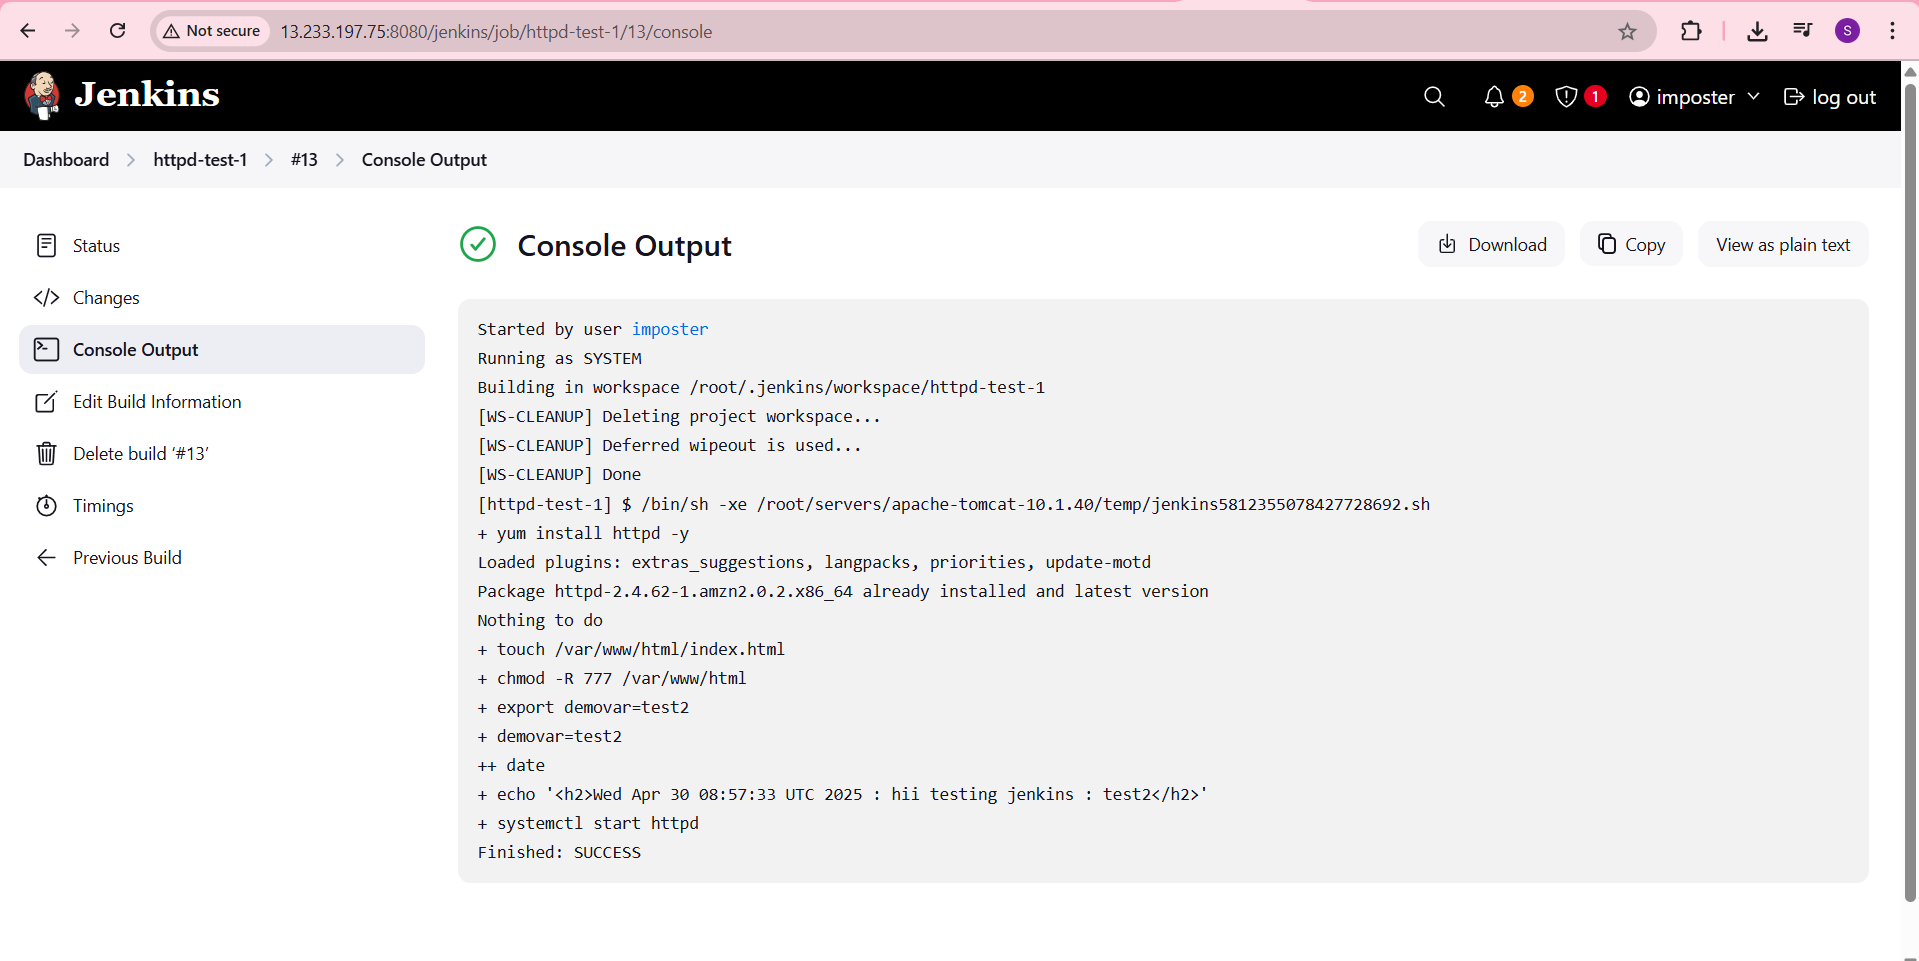 Not secure
13.233.197.75:8080/jenkins/job/httpd-test-1/13/console
S
Jenkins
2
1
imposter
log out
Dashboard
httpd-test-1
#13
Console Output
Status
Changes
Console Output
Edit Build Information
Delete build ‘#13’
Timings
Previous Build
Console Output
Download
Copy
View as plain text
Started by user imposter
Running as SYSTEM
Building in workspace /root/.jenkins/workspace/httpd-test-1
[WS-CLEANUP] Deleting project workspace...
[WS-CLEANUP] Deferred wipeout is used...
[WS-CLEANUP] Done
[httpd-test-1] $ /bin/sh -xe /root/servers/apache-tomcat-10.1.40/temp/jenkins5812355078427728692.sh
+ yum install httpd -y
Loaded plugins: extras_suggestions, langpacks, priorities, update-motd
Package httpd-2.4.62-1.amzn2.0.2.x86_64 already installed and latest version
Nothing to do
+ touch /var/www/html/index.html
+ chmod -R 777 /var/www/html
+ export demovar=test2
+ demovar=test2
++ date
+ echo '<h2>Wed Apr 30 08:57:33 UTC 2025 : hii testing jenkins : test2</h2>'
+ systemctl start httpd
Finished: SUCCESS